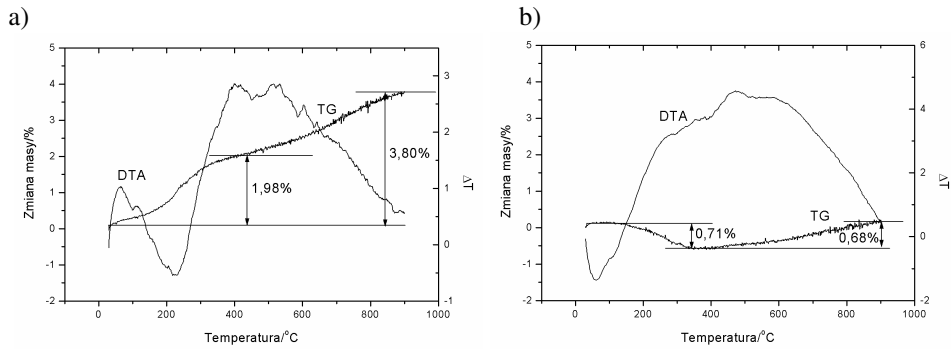 a)
5
4
3
2
1
0
-1
-2
Zmiana masy/%
DTA
TG
1,98%
3,80%
3
2
1
0
-1
ΔT
0 200 400 600 800 1000
Temperatura/°C
b)
5
4
3
2
1
0
-1
-2
Zmiana masy/%
DTA
TG
0,71%
0,68%
6
4
2
0
-2
ΔT
0 200 400 600 800 1000
Temperatura/°C